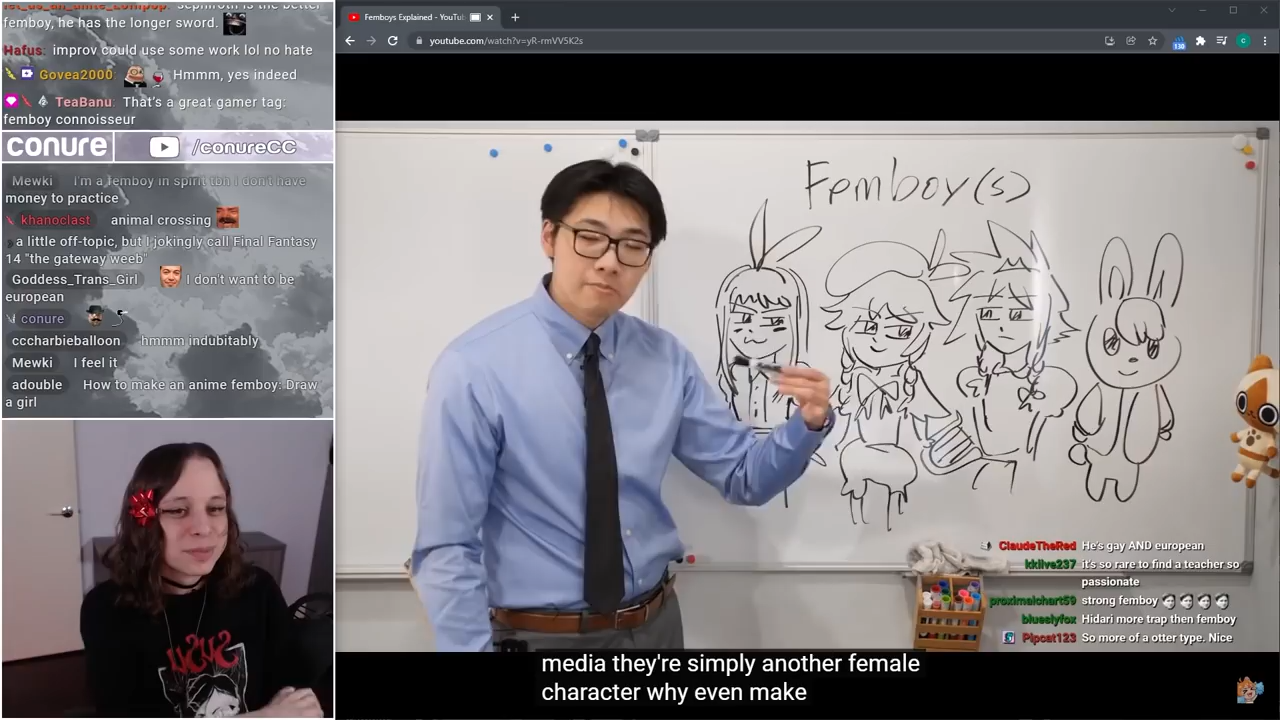 femboy, he has the longer sword.
Hafus: improv could use some work lol no hate
Govea2000: Hmmm, yes indeed
TeaBanu: That's a great gamer tag:
femboy connoisseur
conure /conureCC
Mewki I'm a femboy in spirit tbh I don't have
money to practice
khanoclast animal crossing
a little off-topic, but I jokingly call Final Fantasy
14 "the gateway weeb"
Goddess_Trans_Girl I don't want to be
european
conure
cccharbieballoon hmmm indubitably
Mewki I feel it
adouble How to make an anime femboy: Draw
a girl
Femboys Explained - YouTu
youtube.com/watch?v=yR-rmVV5K2s
130
C
Femboy(s)
ClaudeTheRed He's gay AND european
kklive237 it's so rare to find a teacher so
passionate
proximalchart59 strong femboy
blueslyfox Hidari more trap then femboy
Pipcat123 So more of a otter type. Nice
media they're simply another female
character why even make